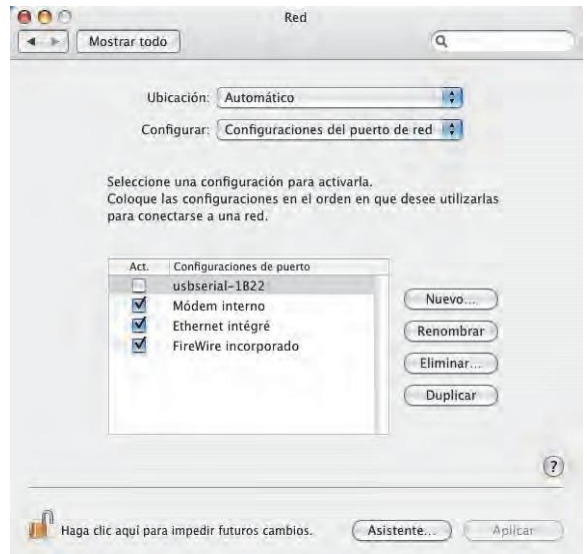 Red
Mostrar todo
Ubicación: Automático
Configurar: Configuraciones del puerto de red
Seleccione una configuración para activarla.
Coloque las configuraciones en el orden en que desee utilizarlas
para conectarse a una red.
Act. Configuraciones de puerto
usbserial-1B22
Módem interno
Ethernet intégré
FireWire incorporado
Nuevo...
Renombrar
Eliminar...
Duplicar
?
Haga clic aquí para impedir futuros cambios.
Asistente...
Aplicar